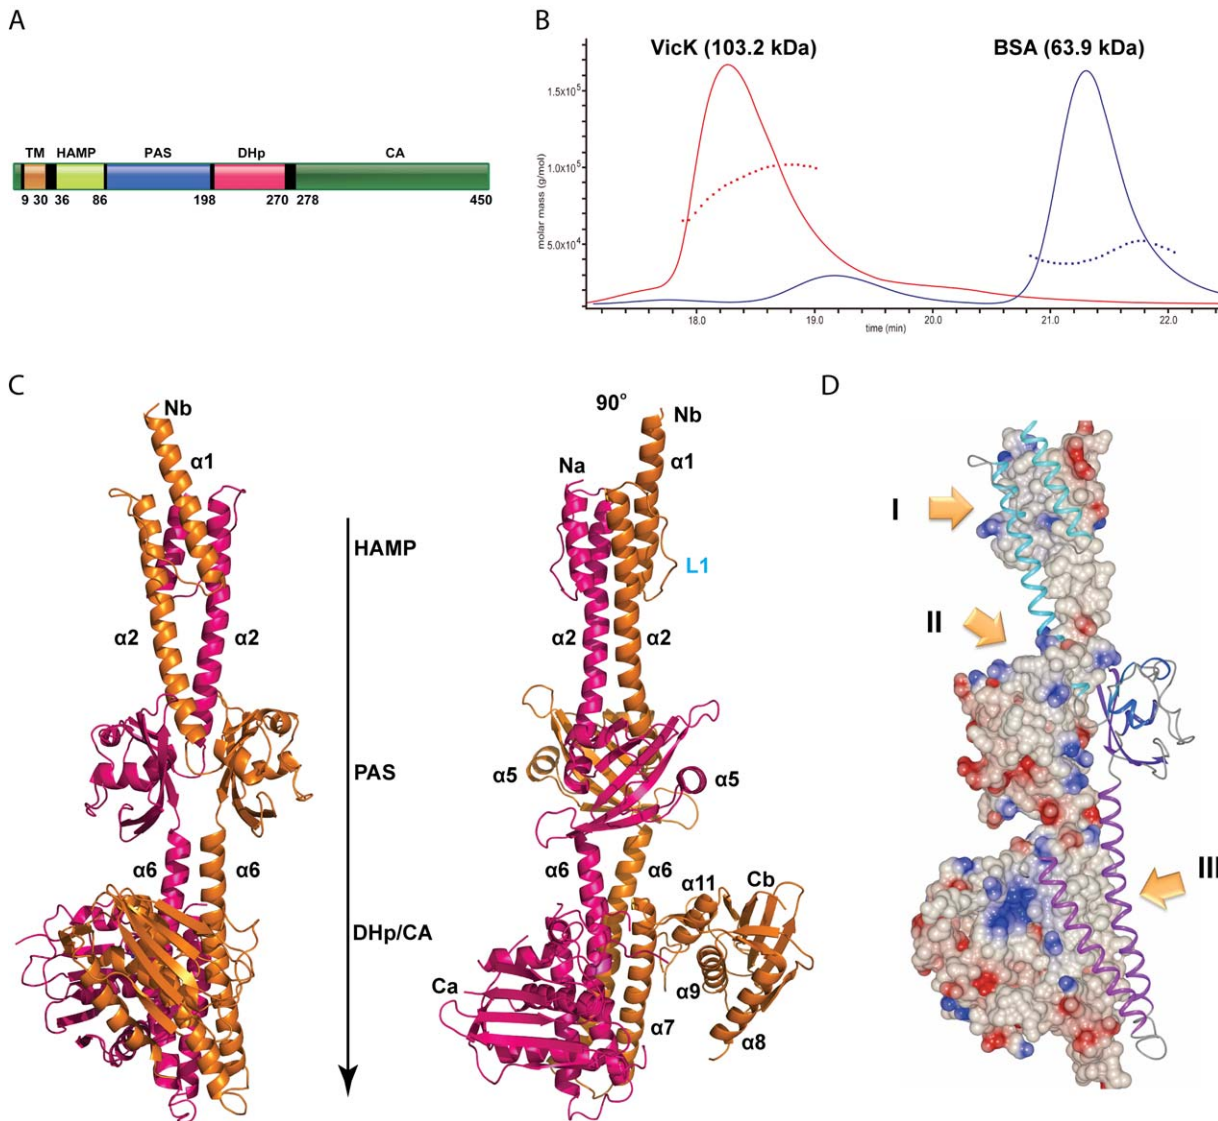 A
TM HAMP PAS DHp CA
9 30 36 86 198 270 278 450
B
VicK (103.2 kDa) BSA (63.9 kDa)
molar mass (g/mol)
1.5x10⁵
1.0x10⁵
5.0x10⁴
18.0 19.0 20.0 21.0 22.0
time (min)
C
Nb
α1
α2 α2
α6 α6
HAMP
PAS
DHp/CA
90°
Nb
α1
Na
L1
α2 α2
α5 α5
α6 α6
α11 Cb
α9
Ca
α7 α8
D
I
II
III